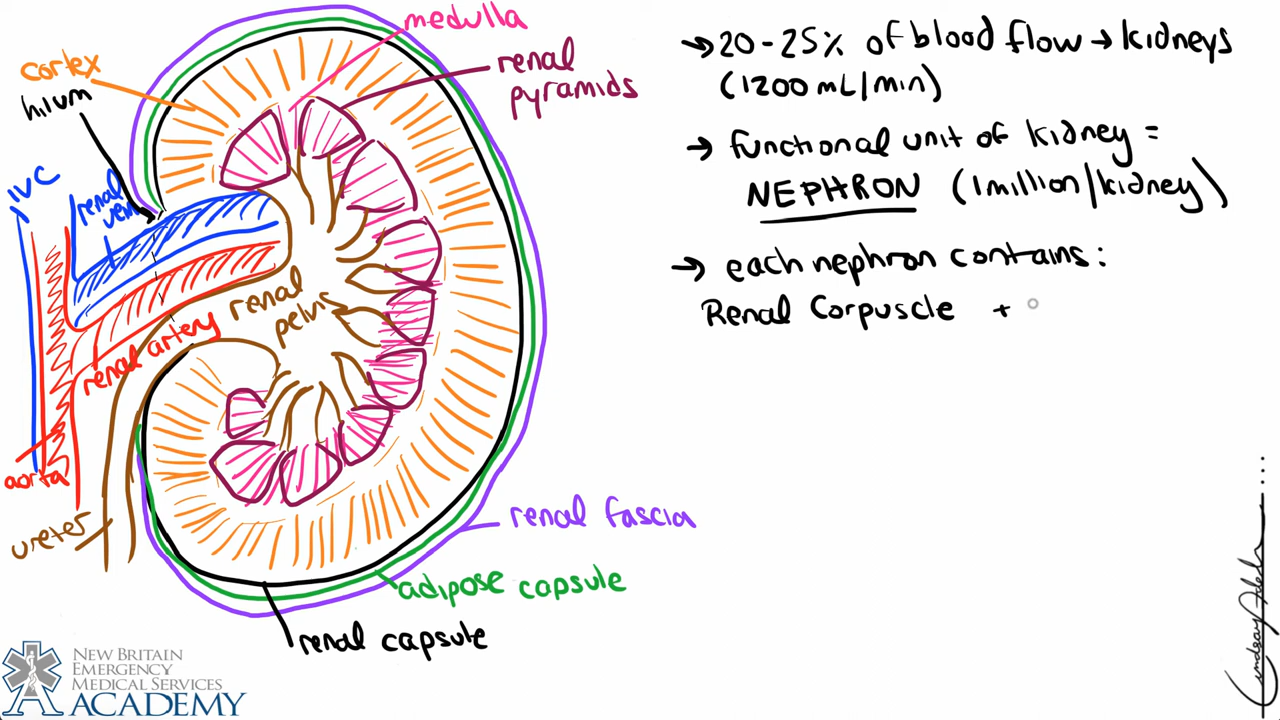 medulla
renal
pyramids
cortex
hilum
IVC
renal
vein
renal
pelvis
renal artery
aorta
ureter
renal fascia
adipose capsule
renal capsule
→ 20-25% of blood flow → kidneys
(1200 mL/min)
→ functional unit of kidney =
NEPHRON (1 million/kidney)
→ each nephron contains:
Renal Corpuscle +
NEW BRITAIN
EMERGENCY
MEDICAL SERVICES
ACADEMY
Lindsay